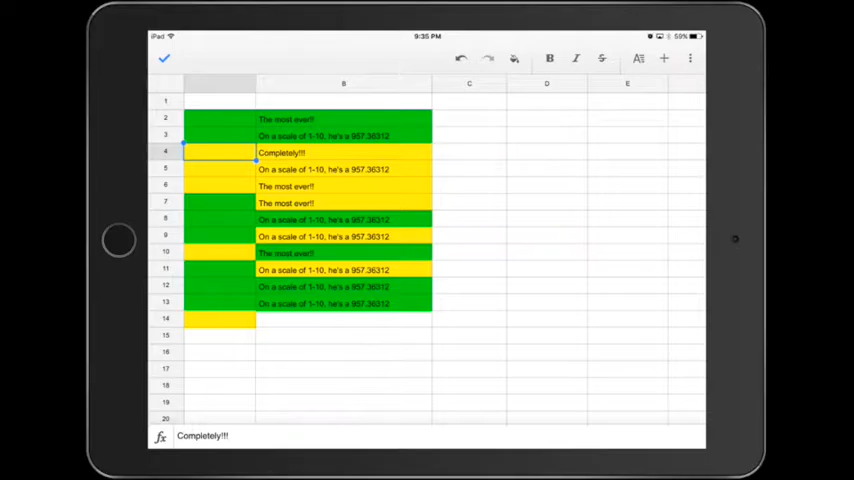 iPad 9:35 PM 59%
B I S A
B C D E
1
2 The most ever!!
3 On a scale of 1-10, he's a 957.36312
4 Completely!!!
5 On a scale of 1-10, he's a 957.36312
6 The most ever!!
7 The most ever!!
8 On a scale of 1-10, he's a 957.36312
9 On a scale of 1-10, he's a 957.36312
10 The most ever!!
11 On a scale of 1-10, he's a 957.36312
12 On a scale of 1-10, he's a 957.36312
13 On a scale of 1-10, he's a 957.36312
14
15
16
17
18
19
20
fx Completely!!!